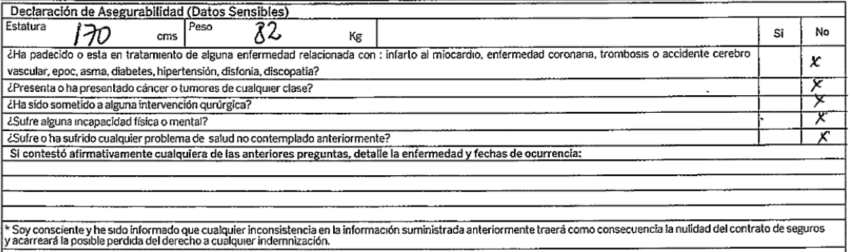 Declaración de Asegurabilidad (Datos Sensibles)
Estatura 170 cms Peso 82 Kg Si No
¿Ha padecido o esta en tratamiento de alguna enfermedad relacionada con : infarto al miocardio, enfermedad coronaria, trombosis o accidente cerebro
vascular, epoc, asma, diabetes, hipertensión, disfonía, discopatia? X
¿Presenta o ha presentado cáncer o tumores de cualquier clase? X
¿Ha sido sometido a alguna intervención qurúrgica? X
¿Sufre alguna incapacidad física o mental? X
¿Sufre o ha sufrido cualquier problema de salud no contemplado anteriormente? X
Si contestó afirmativamente cualquiera de las anteriores preguntas, detalle la enfermedad y fechas de ocurrencia:
* Soy consciente y he sido informado que cualquier inconsistencia en la información suministrada anteriormente traerá como consecuencia la nulidad del contrato de seguros
y acarreará la posible perdida del derecho a cualquier indemnización.